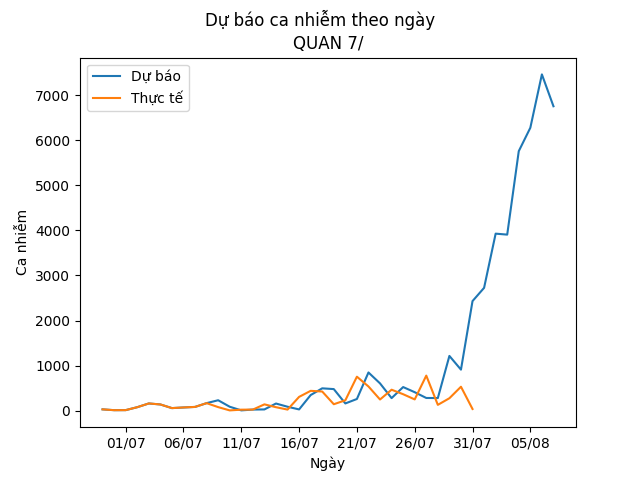 Dự báo ca nhiễm theo ngày
QUAN 7/
Dự báo
Thực tế
Ca nhiễm
7000
6000
5000
4000
3000
2000
1000
0
01/07 06/07 11/07 16/07 21/07 26/07 31/07 05/08
Ngày